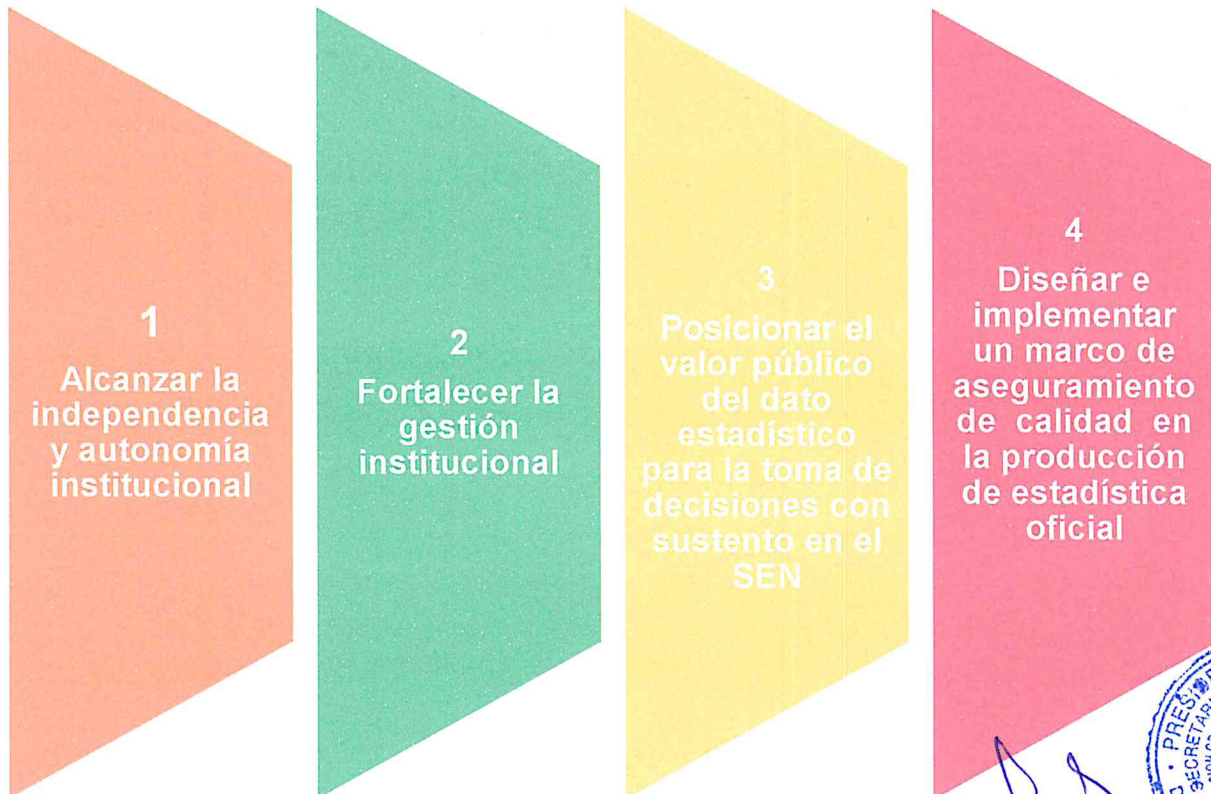 1
Alcanzar la
independencia
y autonomía
institucional
2
Fortalecer la
gestión
institucional
3
Posicionar el
valor público
del dato
estadístico
para la toma de
decisiones con
sustento en el
SEN
4
Diseñar e
implementar
un marco de
aseguramiento
de calidad en
la producción
de estadística
oficial